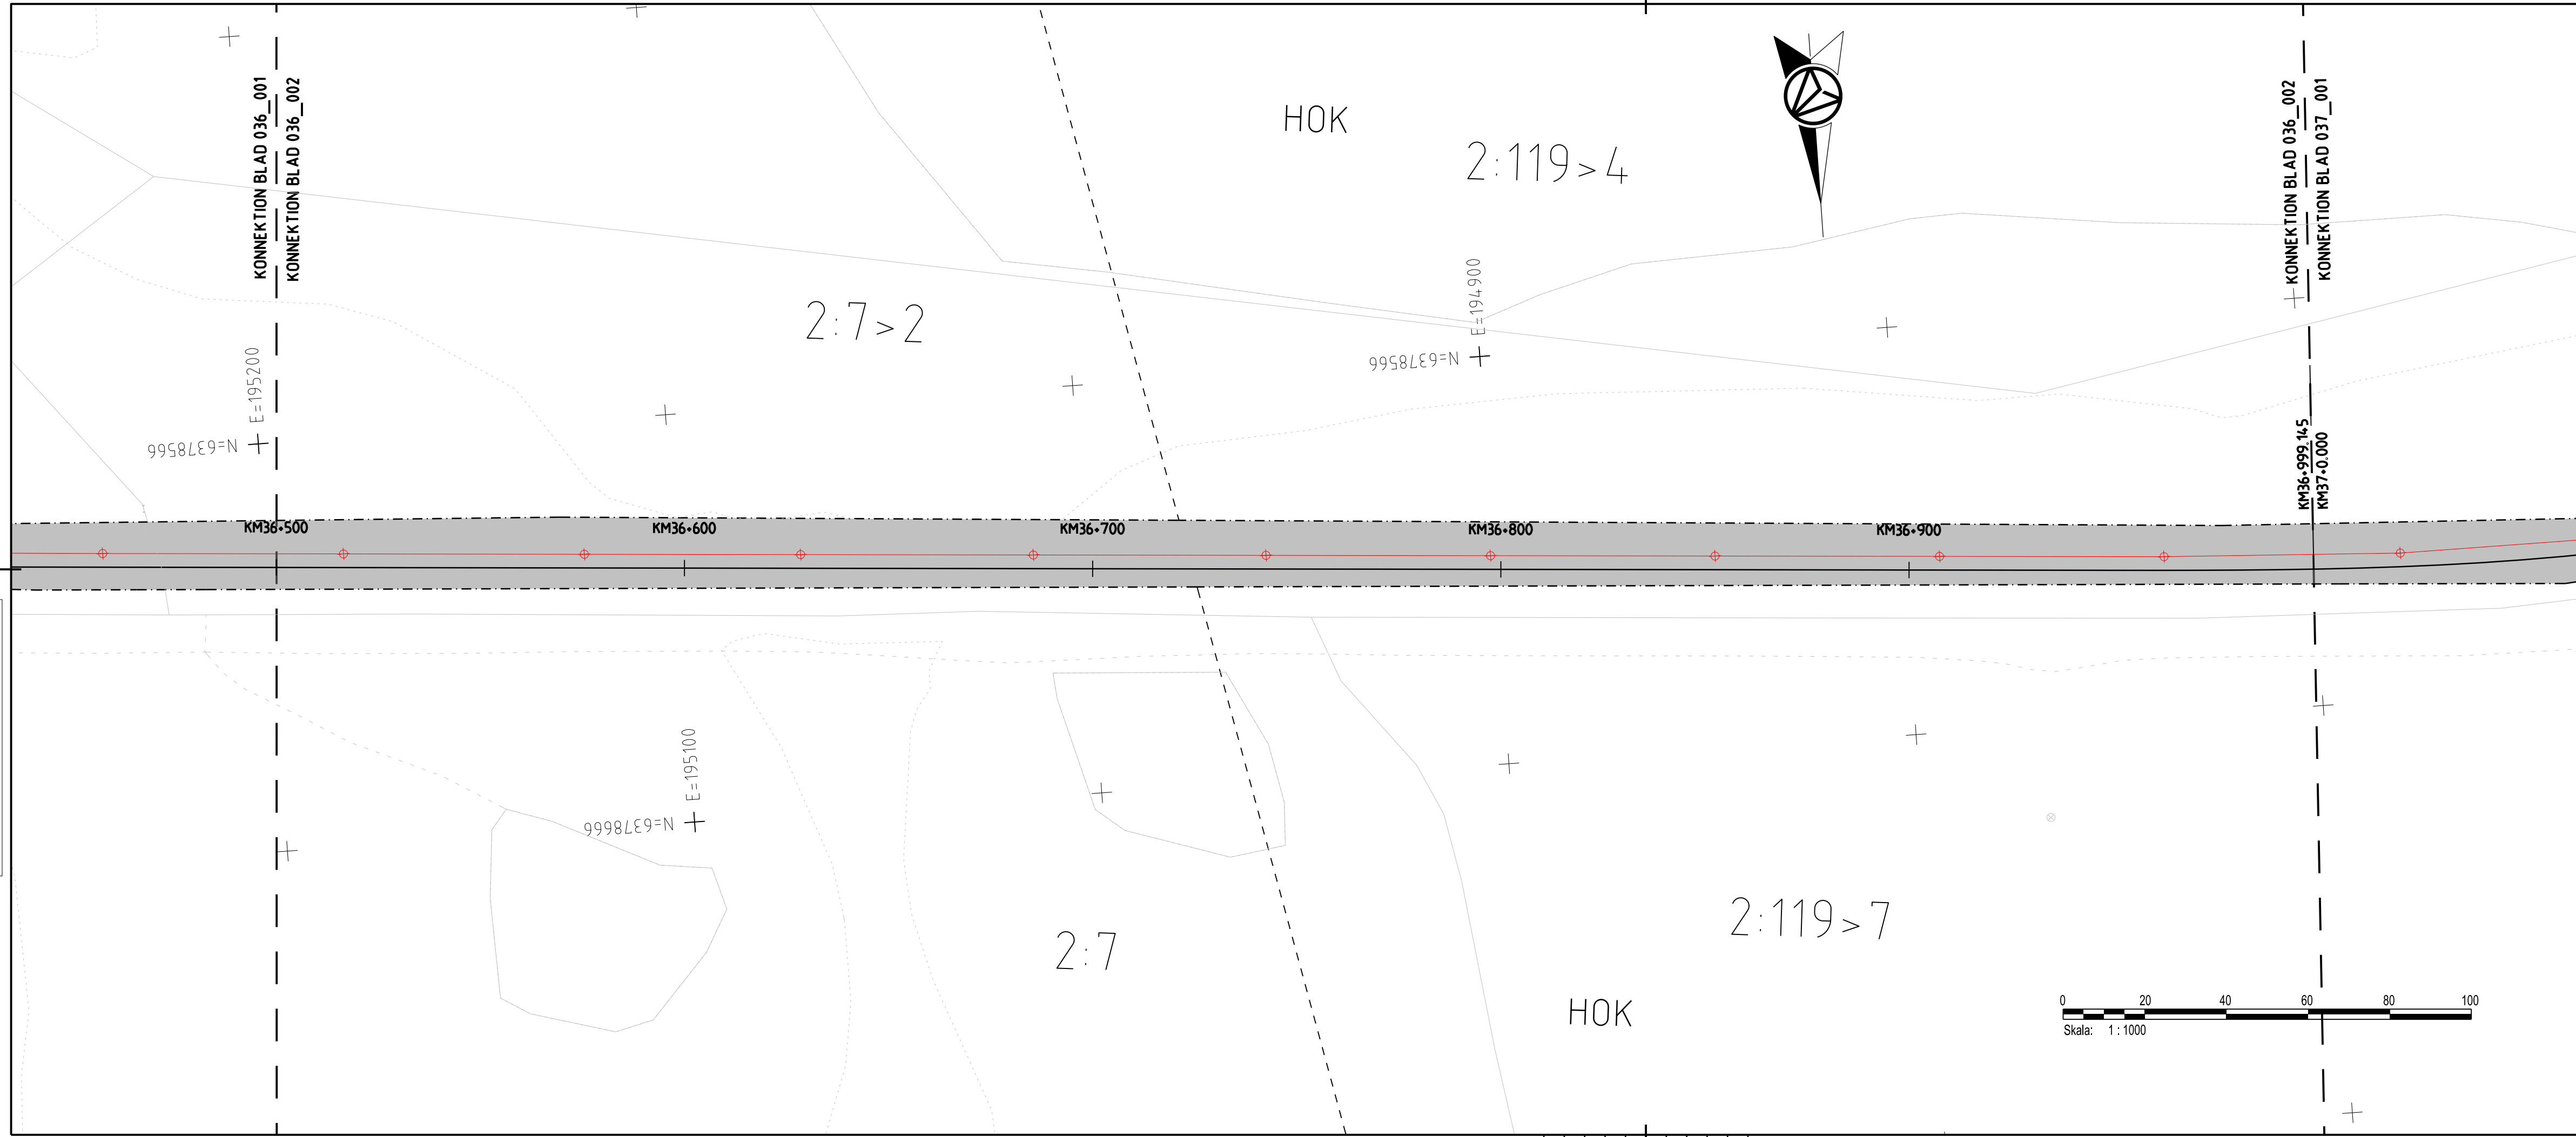 KONNEKTION BLAD 036_001
KONNEKTION BLAD 036_002
HOK
2:119>4
KONNEKTION BLAD 036_002
KONNEKTION BLAD 037_001
2:7>2
E=194900
N=6378566
E=195200
N=6378566
KM36+999.145
KM37+0.000
KM36+500
KM36+600
KM36+700
KM36+800
KM36+900
E=195100
N=6378666
2:7
2:119>7
HOK
0 20 40 60 80 100
Skala: 1 : 1000